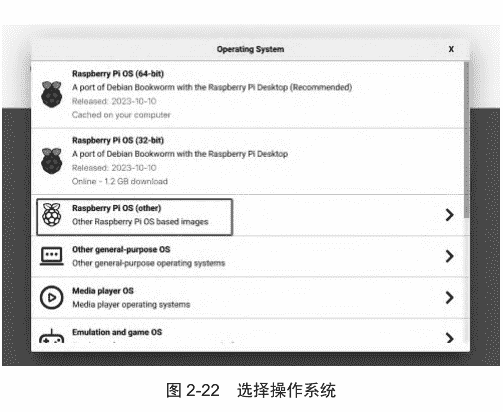 Operating System
X
Raspberry Pi OS (64-bit)
A port of Debian Bookworm with the Raspberry Pi Desktop (Recommended)
Released: 2023-10-10
Cached on your computer
Raspberry Pi OS (32-bit)
A port of Debian Bookworm with the Raspberry Pi Desktop
Released: 2023-10-10
Online - 1.2 GB download
Raspberry Pi OS (other)
Other Raspberry Pi OS based images
Other general-purpose OS
Other general-purpose operating systems
Media player OS
Media player operating systems
Emulation and game OS
图 2-22 选择操作系统